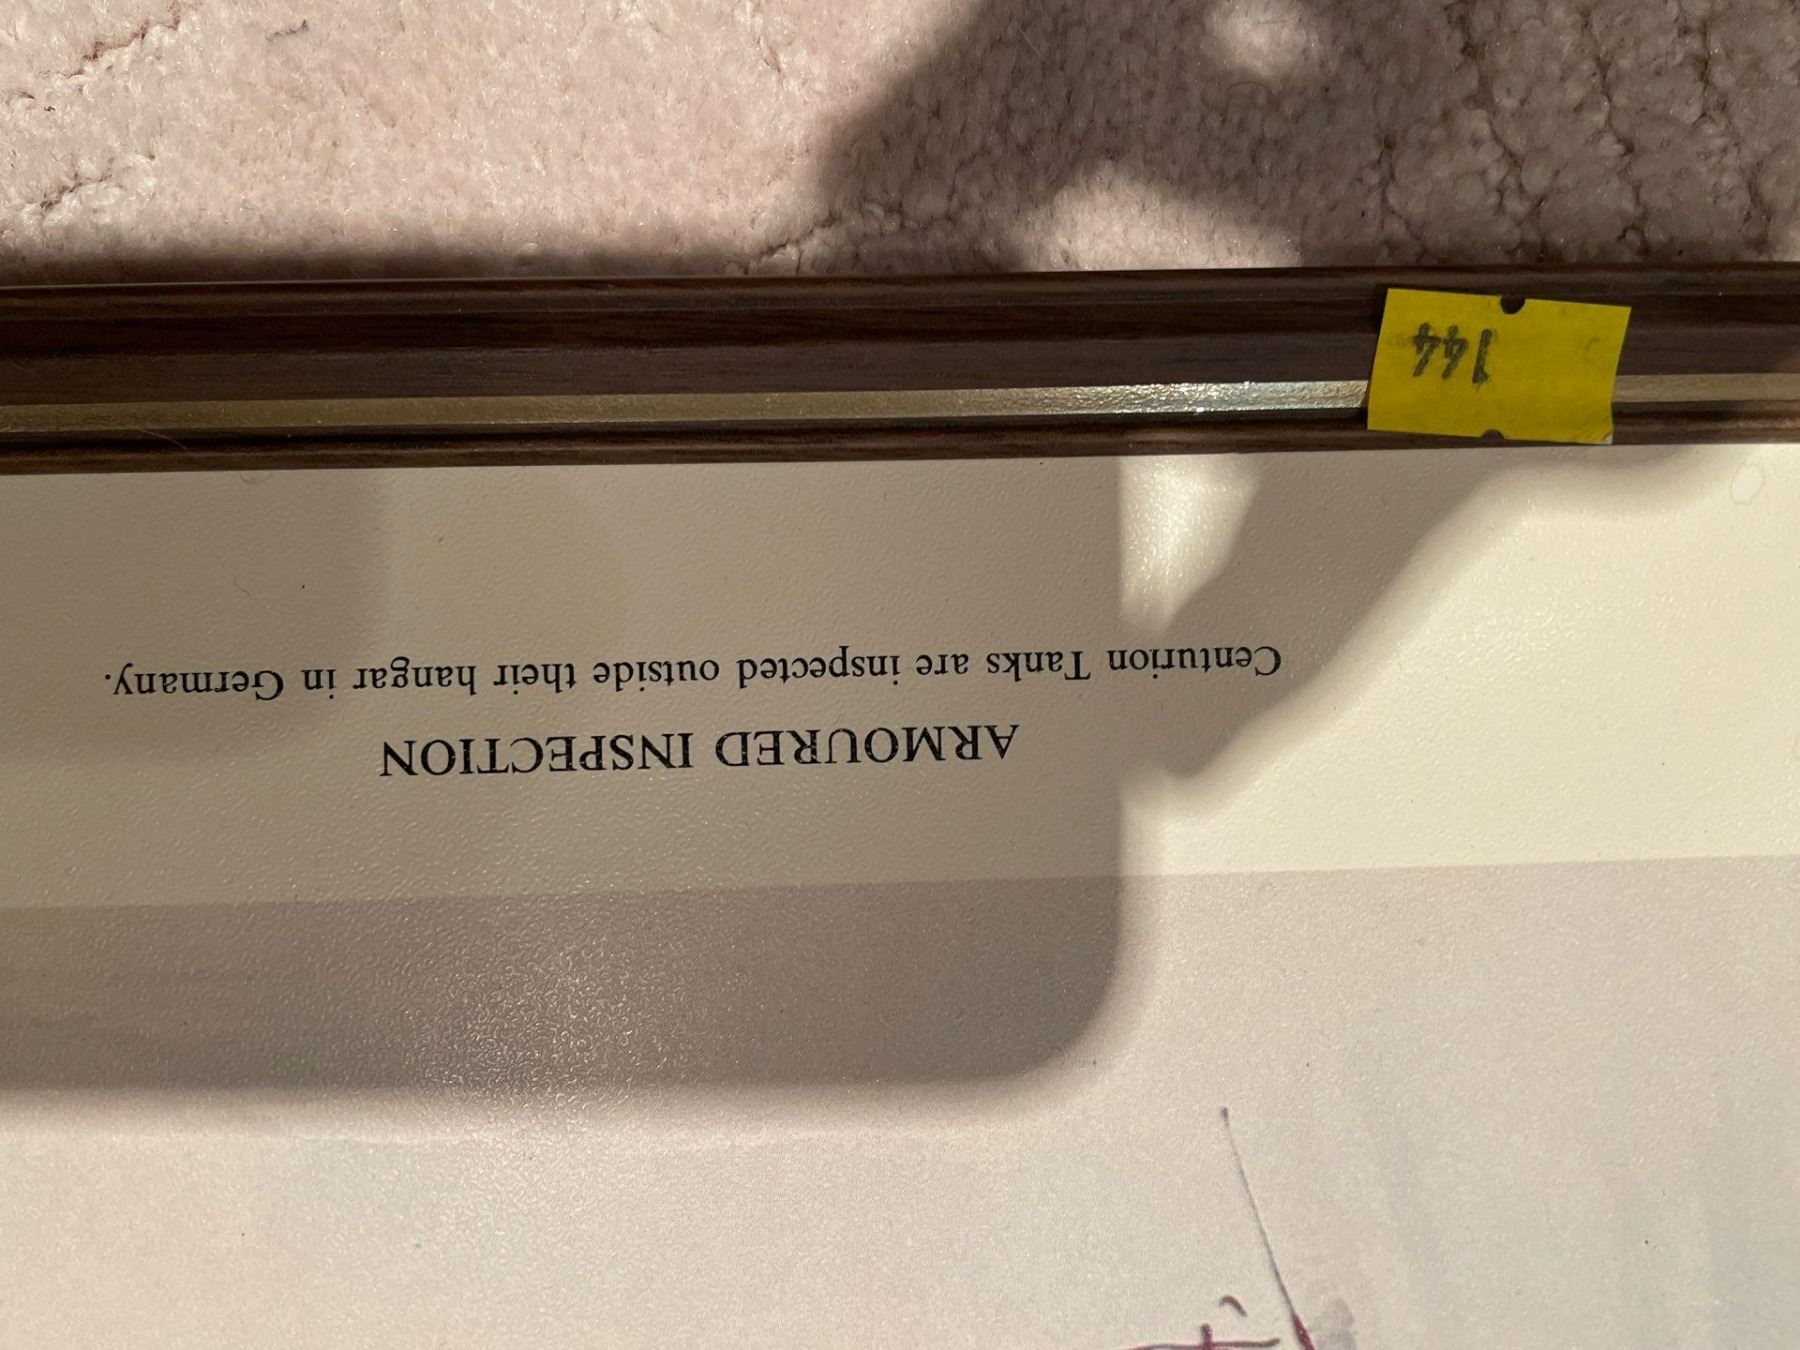 ARMOURED INSPECTION
Centurion Tanks are inspected outside their hangar in Germany.
144